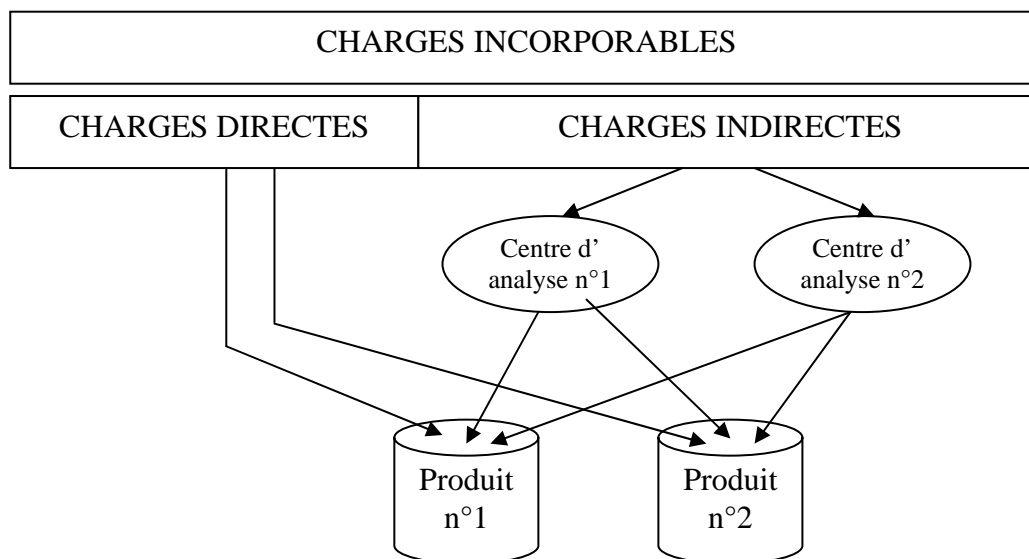 CHARGES INCORPORABLES
CHARGES DIRECTES
CHARGES INDIRECTES
Centre d’
analyse n°1
Centre d’
analyse n°2
Produit
n°1
Produit
n°2